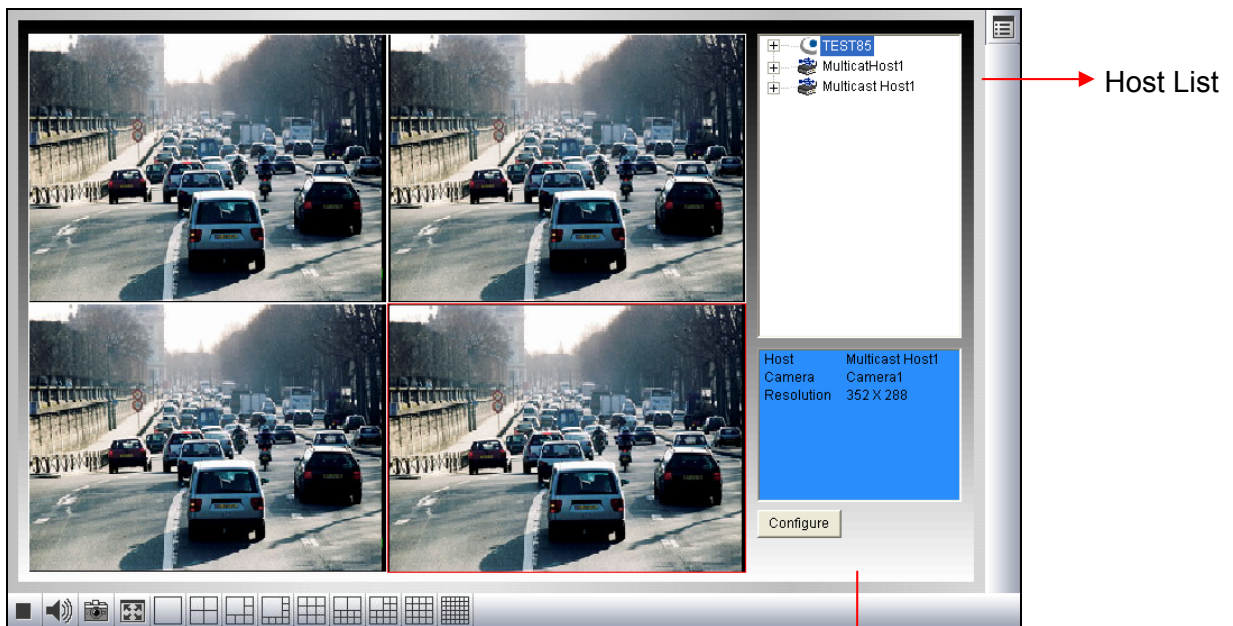 TEST85
MulticatHost1
Multicast Host1
Host List
Host Multicast Host1
Camera Camera1
Resolution 352 X 288
Configure